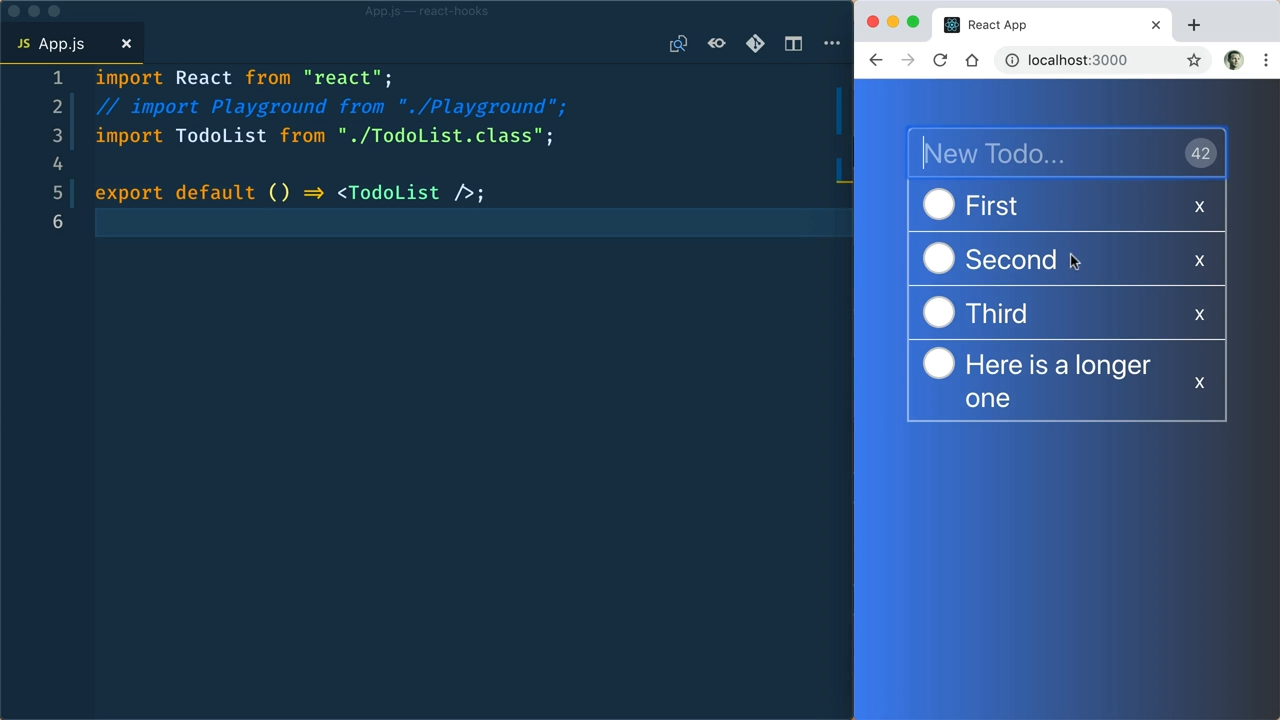 App.js — react-hooks
JS App.js ×
1 import React from "react";
2 // import Playground from "./Playground";
3 import TodoList from "./TodoList.class";
4
5 export default () => <TodoList />;
6
React App ×
localhost:3000
New Todo... 42
First x
Second x
Third x
Here is a longer
one x